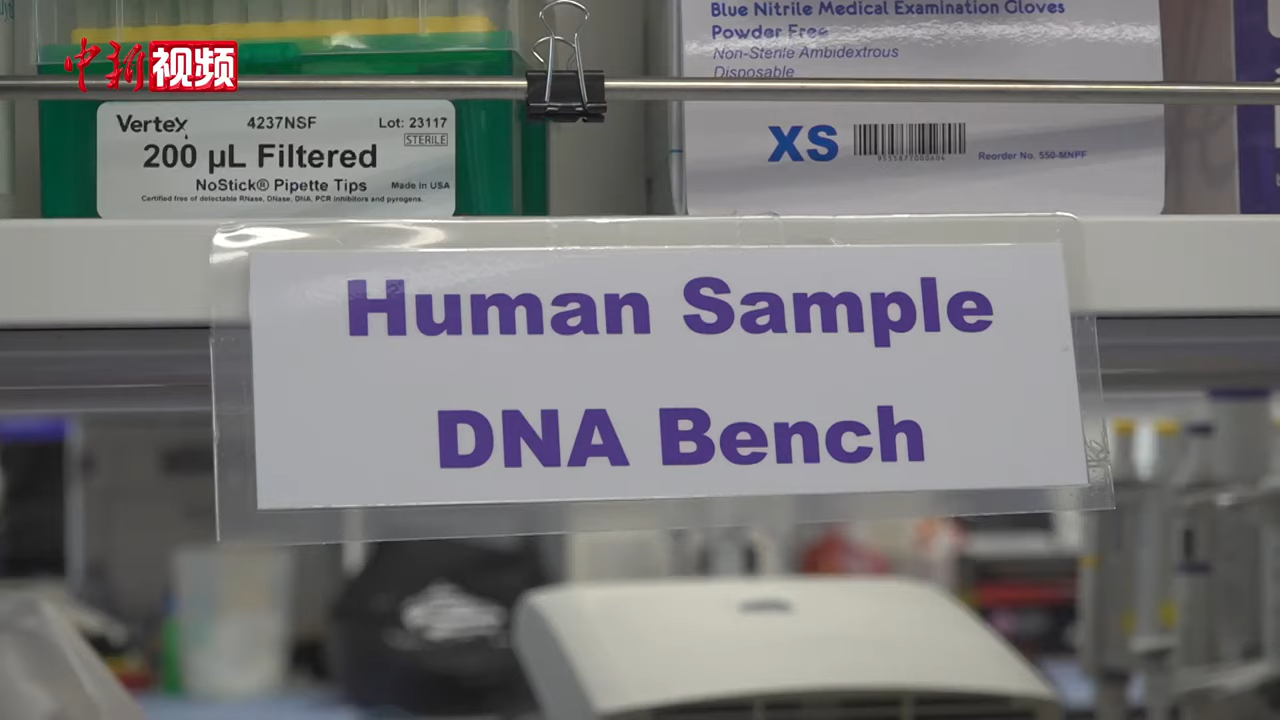 中新视频
Blue Nitrile Medical Examination Gloves
Powder Free
Non-Sterile Ambidextrous
Disposable
Vertex 4237NSF Lot: 23117
STERILE
200 µL Filtered
NoStick® Pipette Tips Made in USA
Certified free of detectable RNase, DNase, DNA, PCR inhibitors and pyrogens.
XS
9555877000604
Reorder No. 550-MNPF
Human Sample
DNA Bench